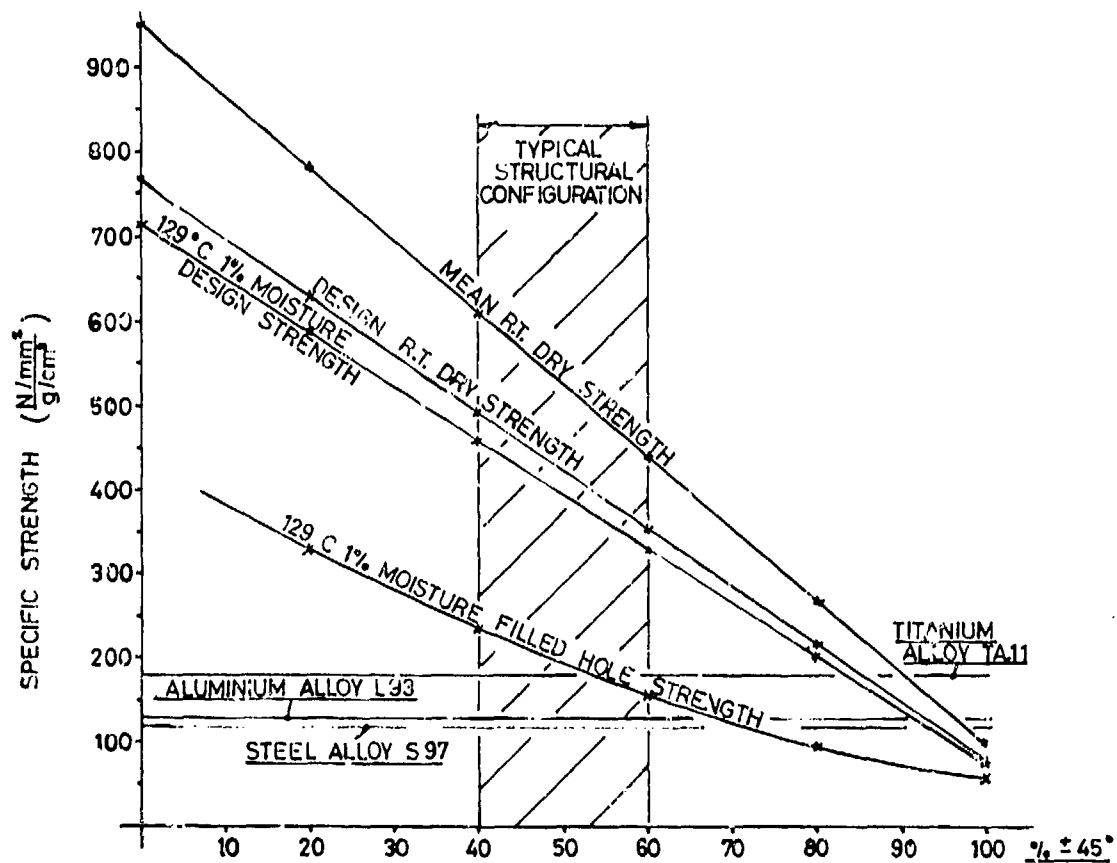 900
800
700
600
500
400
300
200
100
SPECIFIC STRENGTH (N/mm²
g/cm³)
TYPICAL
STRUCTURAL
CONFIGURATION
MEAN R.T. DRY STRENGTH
DESIGN R.T. DRY STRENGTH
129°C 1% MOISTURE
DESIGN STRENGTH
129 C 1% MOISTURE FILLED HOLE STRENGTH
TITANIUM
ALLOY TA11
ALUMINIUM ALLOY L93
STEEL ALLOY S97
10 20 30 40 50 60 70 80 90 100 % ±45°